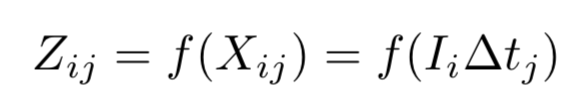 Z_{ij} = f(X_{ij}) = f(I_i Δt_j)